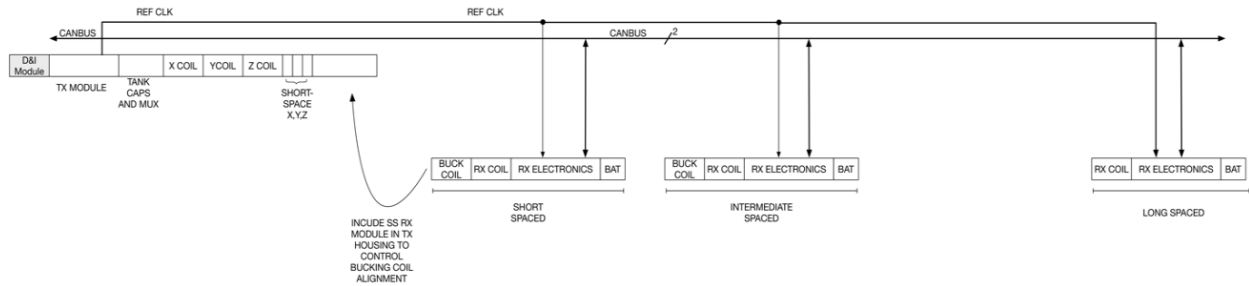 REF CLK
REF CLK
CANBUS
CANBUS
2
D&I
Module
X COIL
YCOIL
Z COIL
TX MODULE
TANK
CAPS
AND MUX
SHORT-
SPACE
X,Y,Z
BUCK
COIL
RX COIL
RX ELECTRONICS
BAT
BUCK
COIL
RX COIL
RX ELECTRONICS
BAT
RX COIL
RX ELECTRONICS
BAT
SHORT
SPACED
INTERMEDIATE
SPACED
LONG SPACED
INCUDE SS RX
MODULE IN TX
HOUSING TO
CONTROL
BUCKING COIL
ALIGNMENT